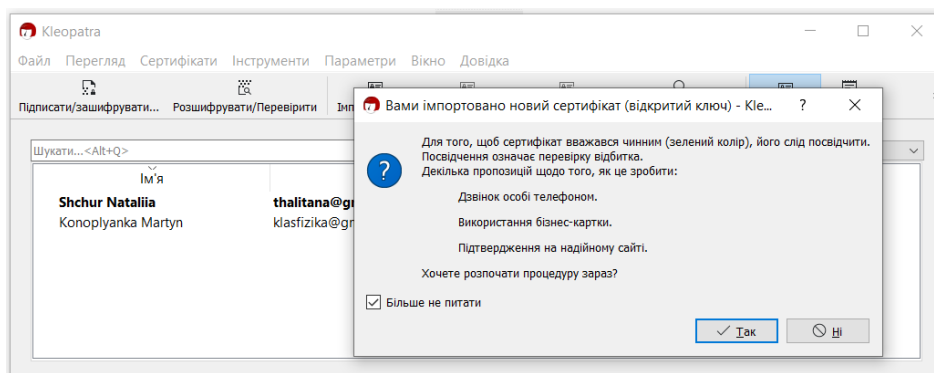 Kleopatra
Файл Перегляд Сертифікати Інструменти Параметри Вікно Довідка
Підписати/зашифрувати... Розшифрувати/Перевірити
Вами імпортовано новий сертифікат (відкритий ключ) - Kle... ?
Шукати...<Alt+Q>
Для того, щоб сертифікат вважався чинним (зелений колір), його слід посвідчити.
Посвідчення означає перевірку відбитка.
Декілька пропозицій щодо того, як це зробити:
Ім'я
Shchur Nataliia thalitana@gr
Konoplyanka Martyn klasfizika@gr
Дзвінок особі телефоном.
Використання бізнес-картки.
Підтвердження на надійному сайті.
Хочете розпочати процедуру зараз?
Більше не питати
Так Ні